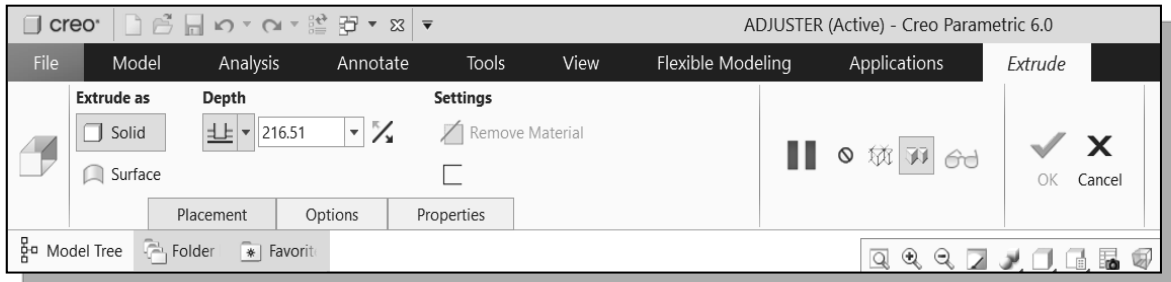 creo® ADJUSTER (Active) - Creo Parametric 6.0
File Model Analysis Annotate Tools View Flexible Modeling Applications Extrude
Extrude as Depth Settings
Solid 216.51 Remove Material
Surface OK Cancel
Placement Options Properties
Model Tree Folder Favorit